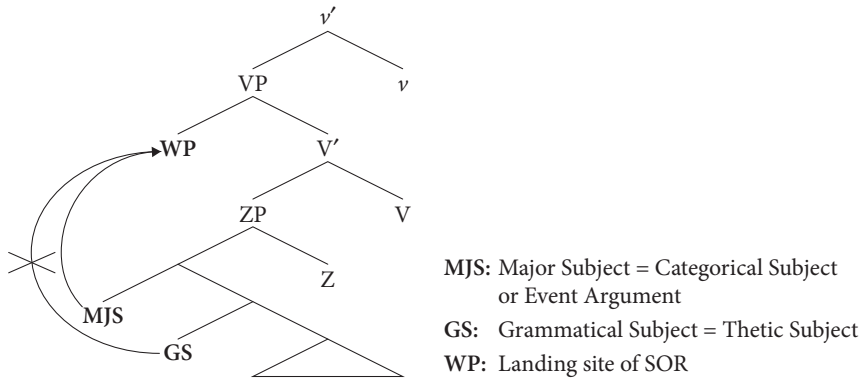 v′
VP v
WP V′
ZP V
Z
MJS
GS
MJS: Major Subject = Categorical Subject
or Event Argument
GS: Grammatical Subject = Thetic Subject
WP: Landing site of SOR